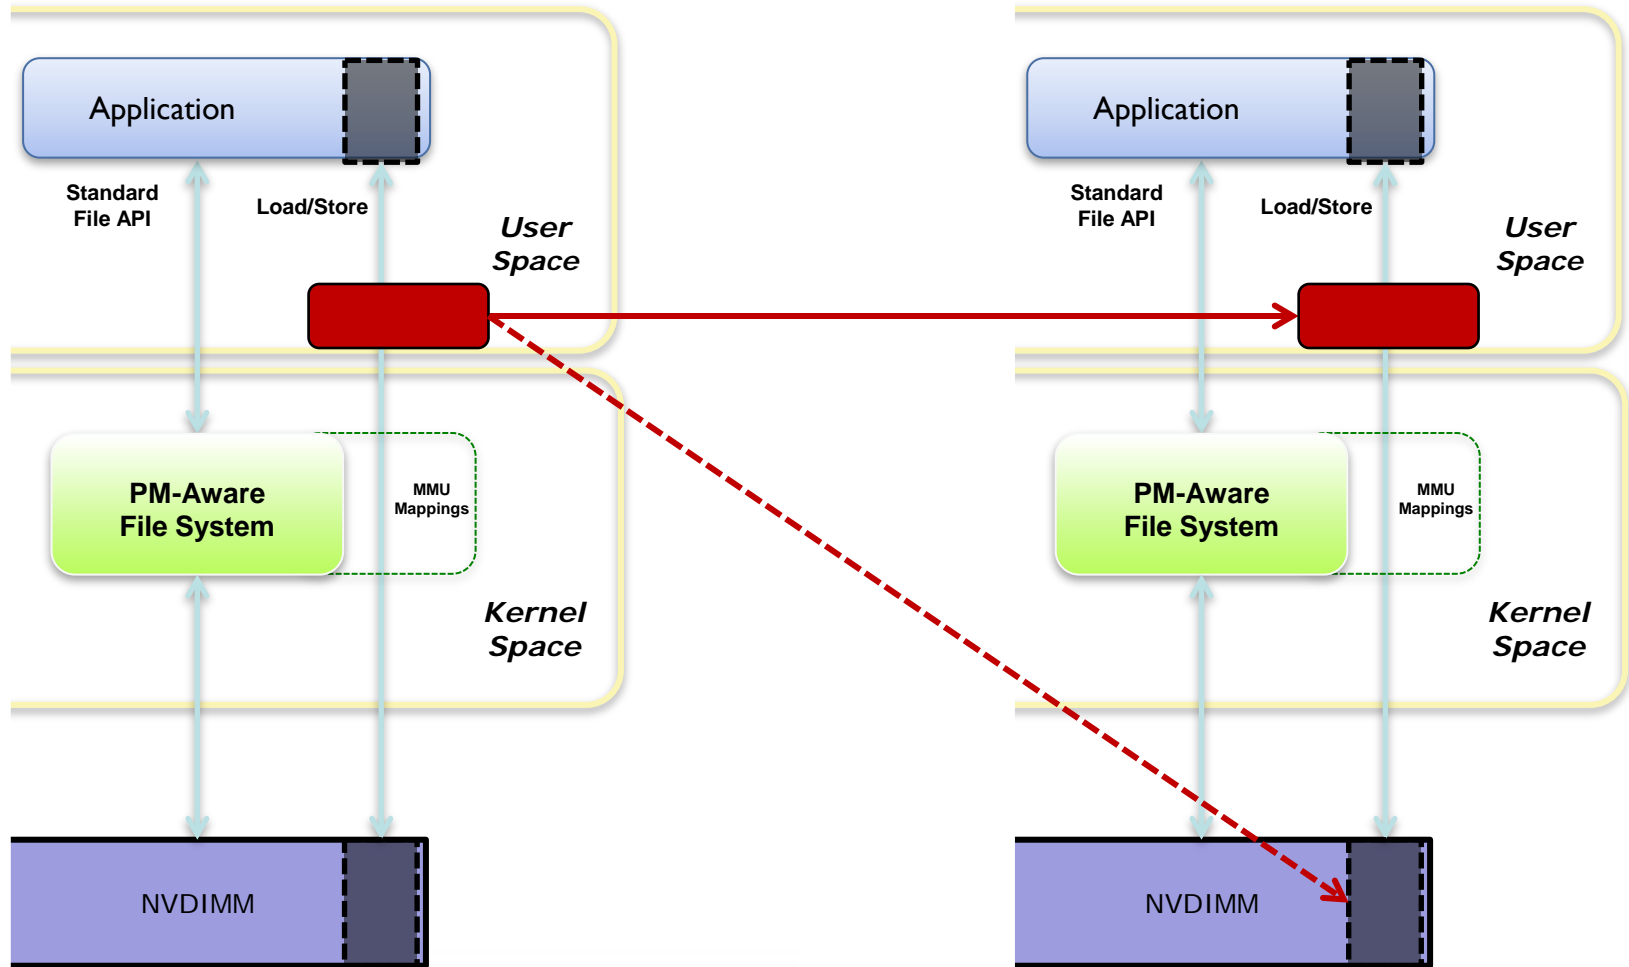 Application
Standard
File API
Load/Store
User
Space
PM-Aware
File System
MMU
Mappings
Kernel
Space
NVDIMM
Application
Standard
File API
Load/Store
User
Space
PM-Aware
File System
MMU
Mappings
Kernel
Space
NVDIMM